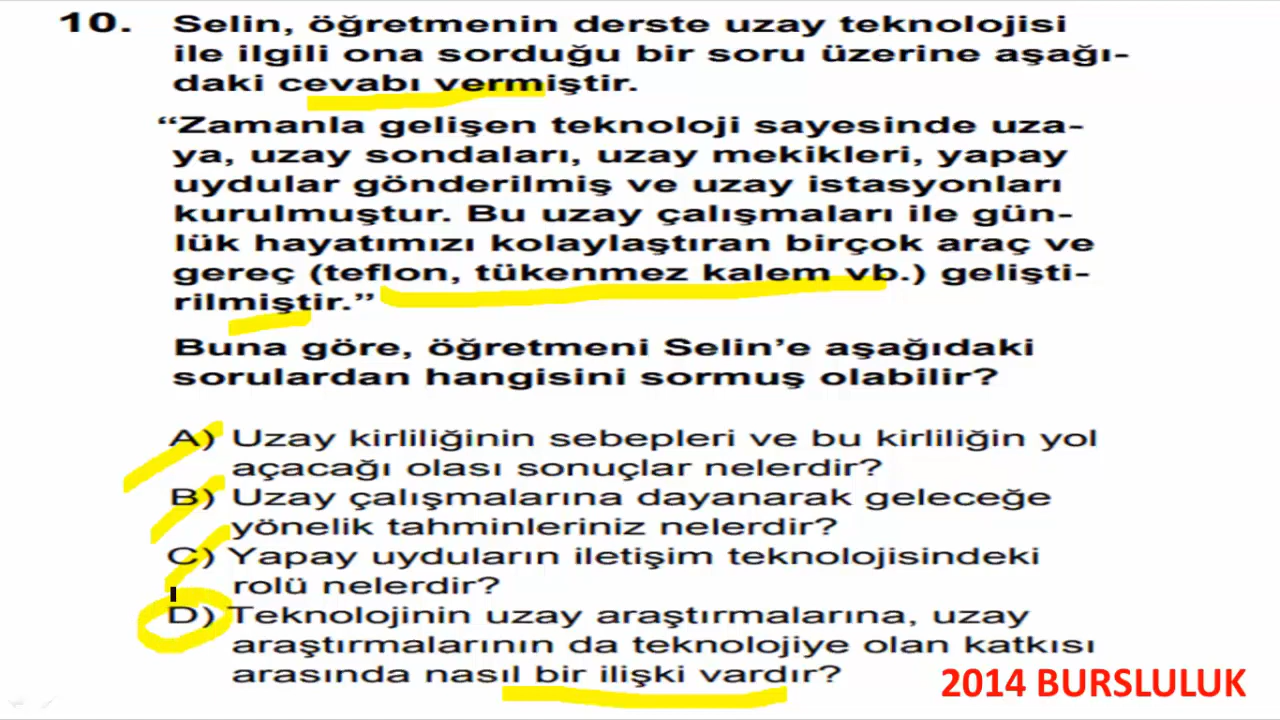 10. Selin, öğretmenin derste uzay teknolojisi
ile ilgili ona sorduğu bir soru üzerine aşağı-
daki cevabı vermiştir.
“Zamanla gelişen teknoloji sayesinde uza-
ya, uzay sondaları, uzay mekikleri, yapay
uydular gönderilmiş ve uzay istasyonları
kurulmuştur. Bu uzay çalışmaları ile gün-
lük hayatımızı kolaylaştıran birçok araç ve
gereç (teflon, tükenmez kalem vb.) gelişti-
rilmiştir.”
Buna göre, öğretmeni Selin’e aşağıdaki
sorulardan hangisini sormuş olabilir?
A) Uzay kirliliğinin sebepleri ve bu kirliliğin yol
açacağı olası sonuçlar nelerdir?
B) Uzay çalışmalarına dayanarak geleceğe
yönelik tahminleriniz nelerdir?
C) Yapay uyduların iletişim teknolojisindeki
rolü nelerdir?
D) Teknolojinin uzay araştırmalarına, uzay
araştırmalarının da teknolojiye olan katkısı
arasında nasıl bir ilişki vardır?
2014 BURSLULUK